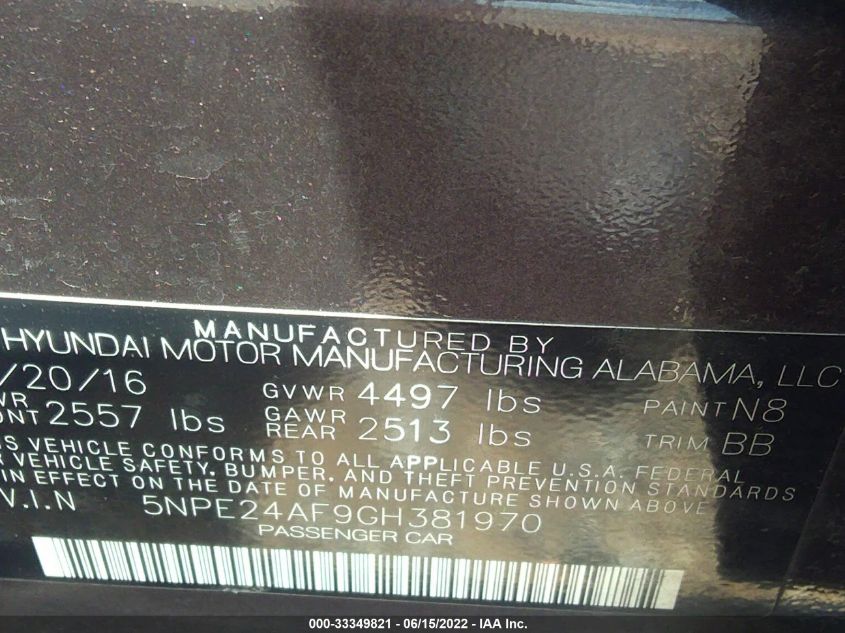 MANUFACTURED BY
HYUNDAI MOTOR MANUFACTURING ALABAMA, LLC
/20/16 GVWR 4497 lbs PAINT N8
WR GAWR
ONT 2557 lbs REAR 2513 lbs TRIM BB
S VEHICLE CONFORMS TO ALL APPLICABLE U.S.A. FEDERAL
R VEHICLE SAFETY, BUMPER, AND THEFT PREVENTION STANDARDS
IN EFFECT ON THE DATE OF MANUFACTURE SHOWN ABOVE
V.I.N 5NPE24AF9GH381970
PASSENGER CAR
000-33349821 - 06/15/2022 - IAA Inc.